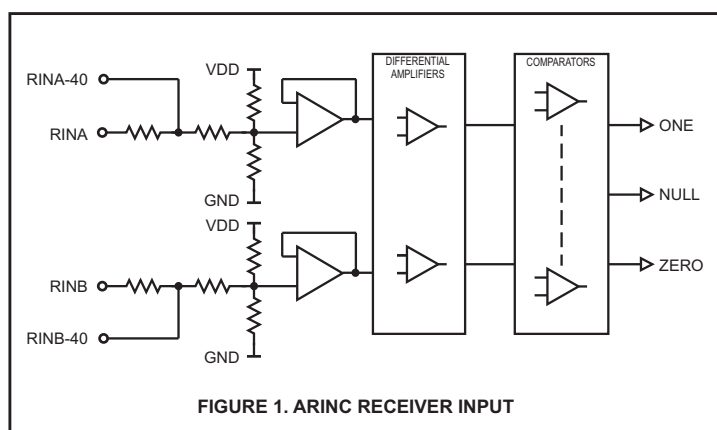 DIFFERENTIAL
AMPLIFIERS
COMPARATORS
RINA-40
VDD
RINA
GND
ONE
NULL
VDD
RINB
RINB-40
GND
ZERO
FIGURE 1. ARINC RECEIVER INPUT